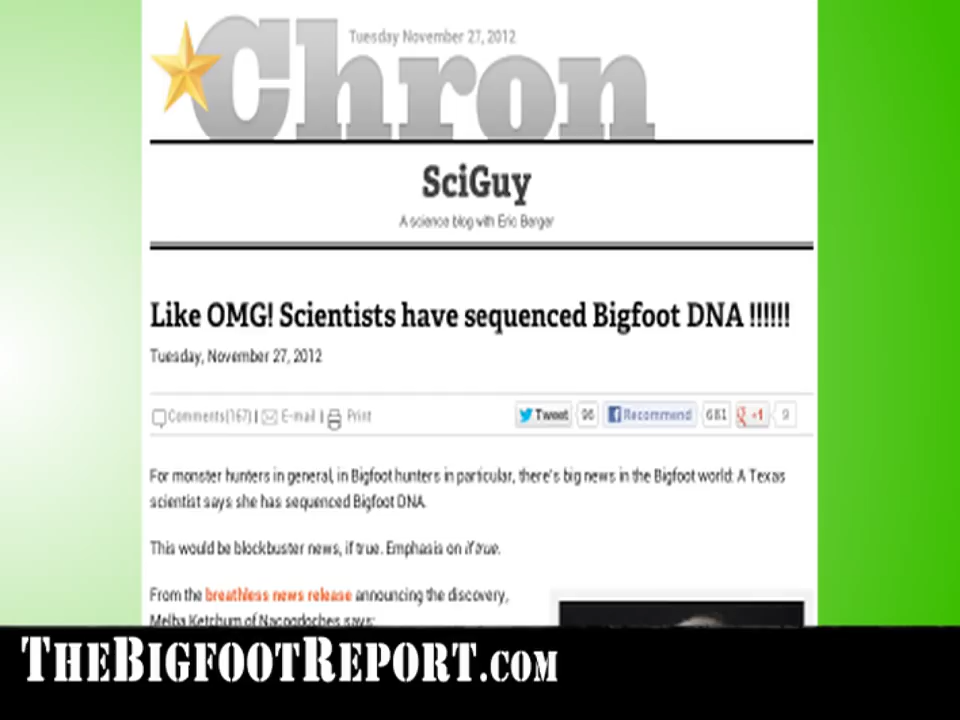 Tuesday November 27, 2012
Chron
SciGuy
A science blog with Eric Berger
Like OMG! Scientists have sequenced Bigfoot DNA !!!!!!
Tuesday, November 27, 2012
Comments(167) | E-mail | Print
Tweet 96 Recommend 681 +1 9
For monster hunters in general, in Bigfoot hunters in particular, there's big news in the Bigfoot world: A Texas
scientist says she has sequenced Bigfoot DNA.
This would be blockbuster news, if true. Emphasis on if true.
From the breathless news release announcing the discovery,
Melba Ketchum of Nacogdoches says:
THEBIGFOOTREPORT.COM